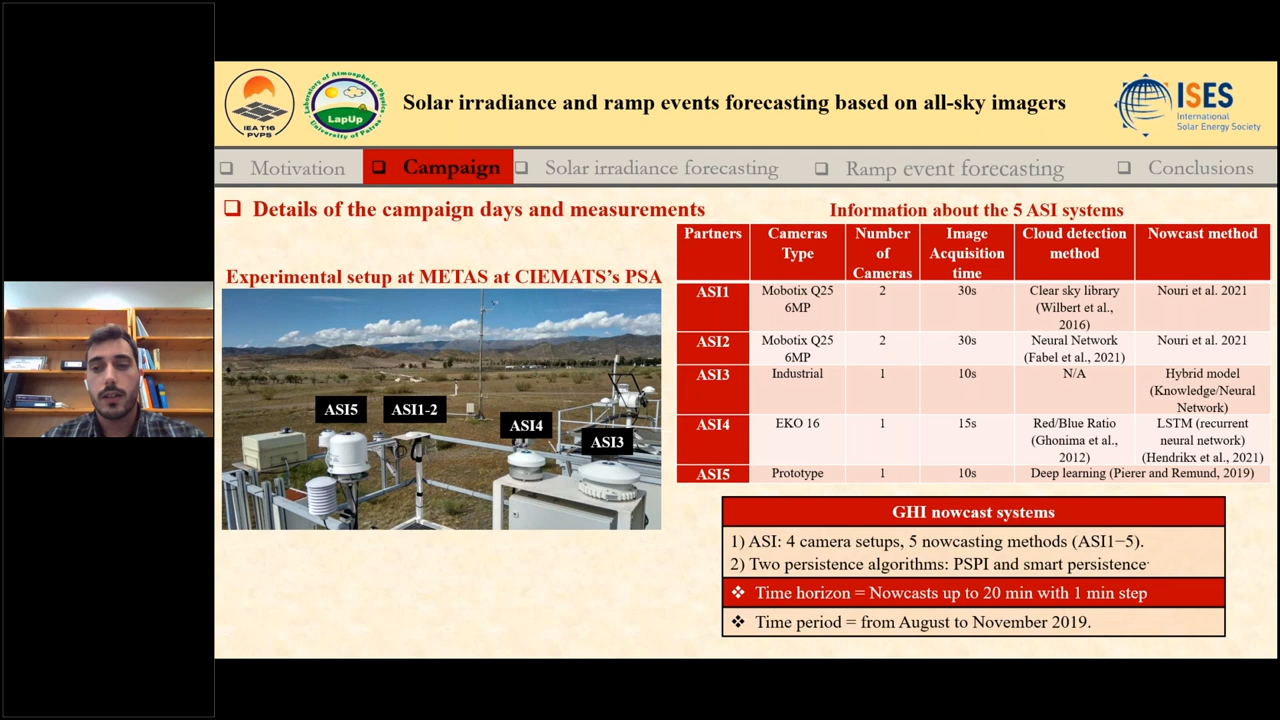 IEA T16
PVPS
Laboratory of Atmospheric Physics
LapUp
University of Patras
Solar irradiance and ramp events forecasting based on all-sky imagers
ISES
International
Solar Energy Society
❑ Motivation ❑ Campaign ❑ Solar irradiance forecasting ❑ Ramp event forecasting ❑ Conclusions
❑ Details of the campaign days and measurements
Experimental setup at METAS at CIEMATS’s PSA
ASI5
ASI1-2
ASI4
ASI3
Information about the 5 ASI systems
Partners Cameras Type Number of Cameras Image Acquisition time Cloud detection method Nowcast method
ASI1 Mobotix Q25 6MP 2 30s Clear sky library (Wilbert et al., 2016) Nouri et al. 2021
ASI2 Mobotix Q25 6MP 2 30s Neural Network (Fabel et al., 2021) Nouri et al. 2021
ASI3 Industrial 1 10s N/A Hybrid model (Knowledge/Neural Network)
ASI4 EKO 16 1 15s Red/Blue Ratio (Ghonima et al., 2012) LSTM (recurrent neural network) (Hendrikx et al., 2021)
ASI5 Prototype 1 10s Deep learning (Pierer and Remund, 2019)
GHI nowcast systems
1) ASI: 4 camera setups, 5 nowcasting methods (ASI1−5).
2) Two persistence algorithms: PSPI and smart persistence.
❖ Time horizon = Nowcasts up to 20 min with 1 min step
❖ Time period = from August to November 2019.